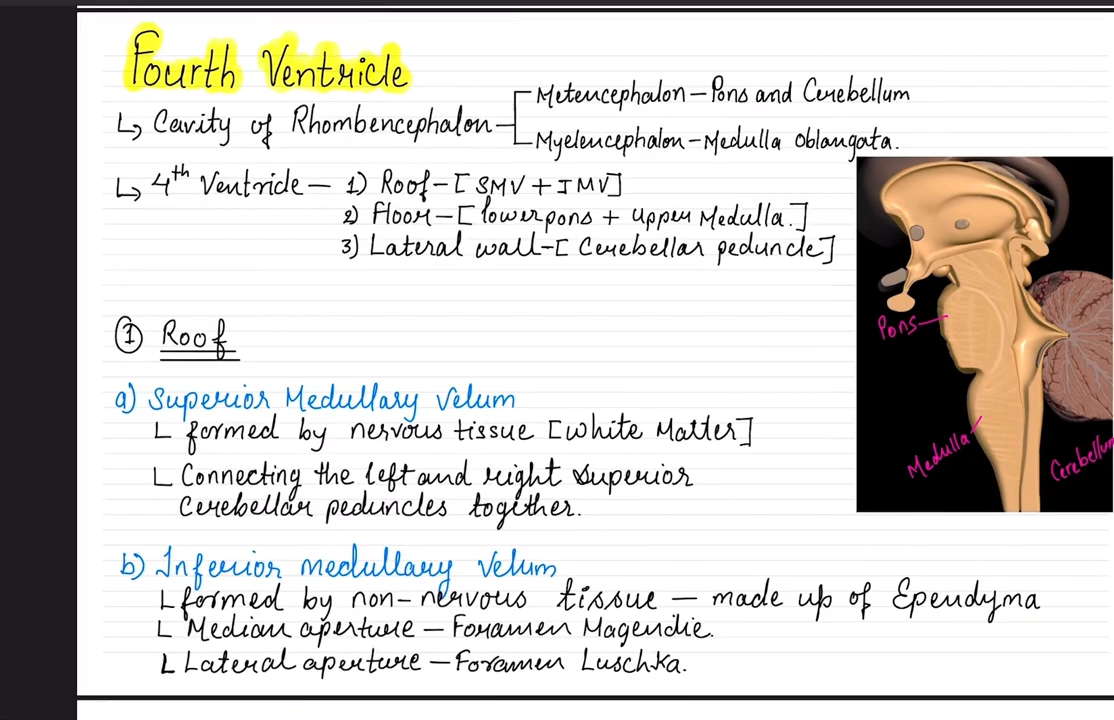 Fourth Ventricle
↳ Cavity of Rhombencephalon
Metencephalon – Pons and Cerebellum
Myelencephalon – Medulla Oblangata.
↳ 4th Ventricle – 1) Roof – [SMV + IMV]
2) Floor – [lower pons + Upper Medulla.]
3) Lateral wall – [Cerebellar peduncle]
① Roof
a) Superior Medullary Velum
formed by nervous tissue [White Matter]
Connecting the left and right Superior
Cerebellar peduncles together.
b) Inferior medullary Velum
formed by non-nervous tissue – made up of Ependyma
Median aperture – Foramen Magendie.
Lateral aperture – Foramen Luschka.
Pons
Medulla
Cerebellum